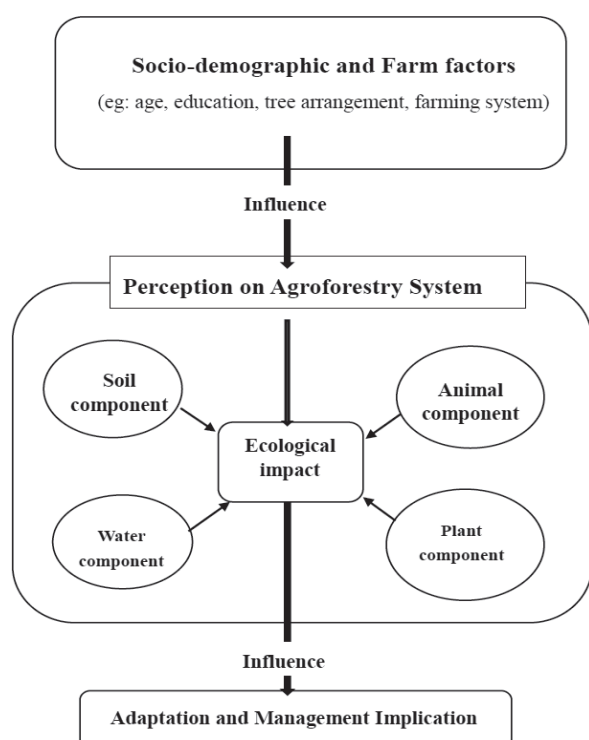 Socio-demographic and Farm factors
(eg: age, education, tree arrangement, farming system)
Influence
Perception on Agroforestry System
Soil
component
Animal
component
Ecological
impact
Water
component
Plant
component
Influence
Adaptation and Management Implication